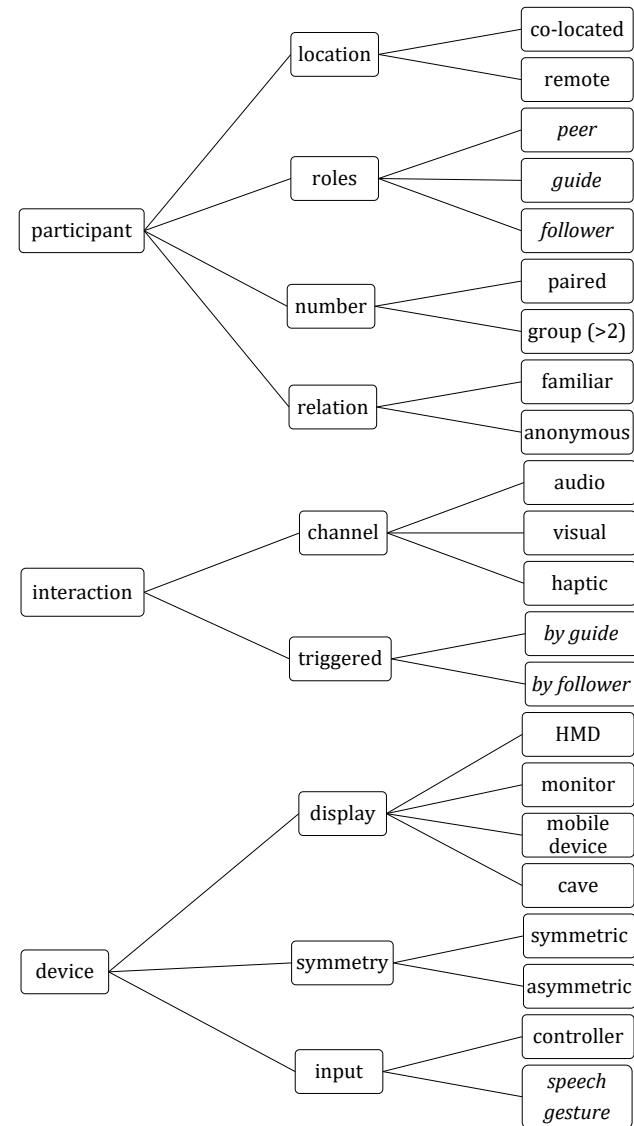 co-located
location
remote
peer
roles
guide
participant
follower
paired
number
group (>2)
familiar
relation
anonymous
audio
channel
visual
interaction
haptic
by guide
triggered
by follower
HMD
monitor
display
mobile
device
cave
symmetric
device
symmetry
asymmetric
controller
input
speech
gesture